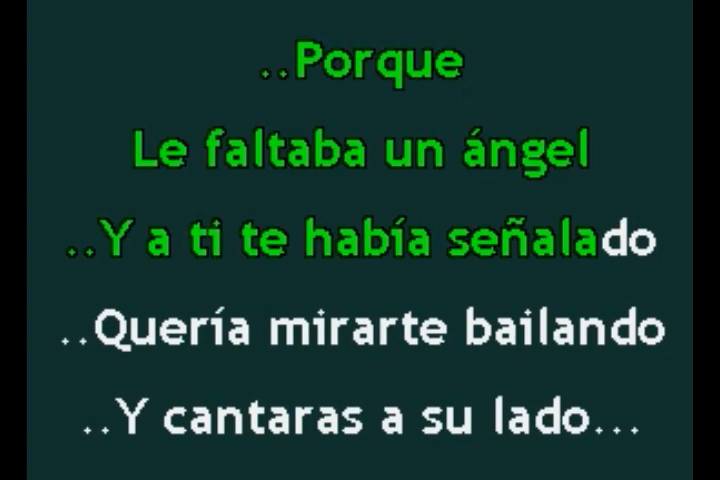 ..Porque
Le faltaba un ángel
..Y a ti te había señalado
..Quería mirarte bailando
..Y cantaras a su lado...